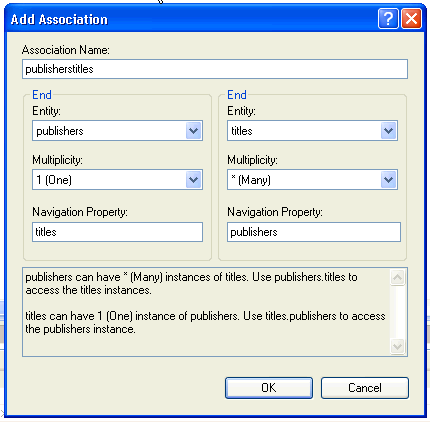 Add Association
Association Name:
publisherstitles
End
Entity:
publishers
Multiplicity:
1 (One)
Navigation Property:
titles
End
Entity:
titles
Multiplicity:
* (Many)
Navigation Property:
publishers
publishers can have * (Many) instances of titles. Use publishers.titles to
access the titles instances.
titles can have 1 (One) instance of publishers. Use titles.publishers to access
the publishers instance.
OK
Cancel